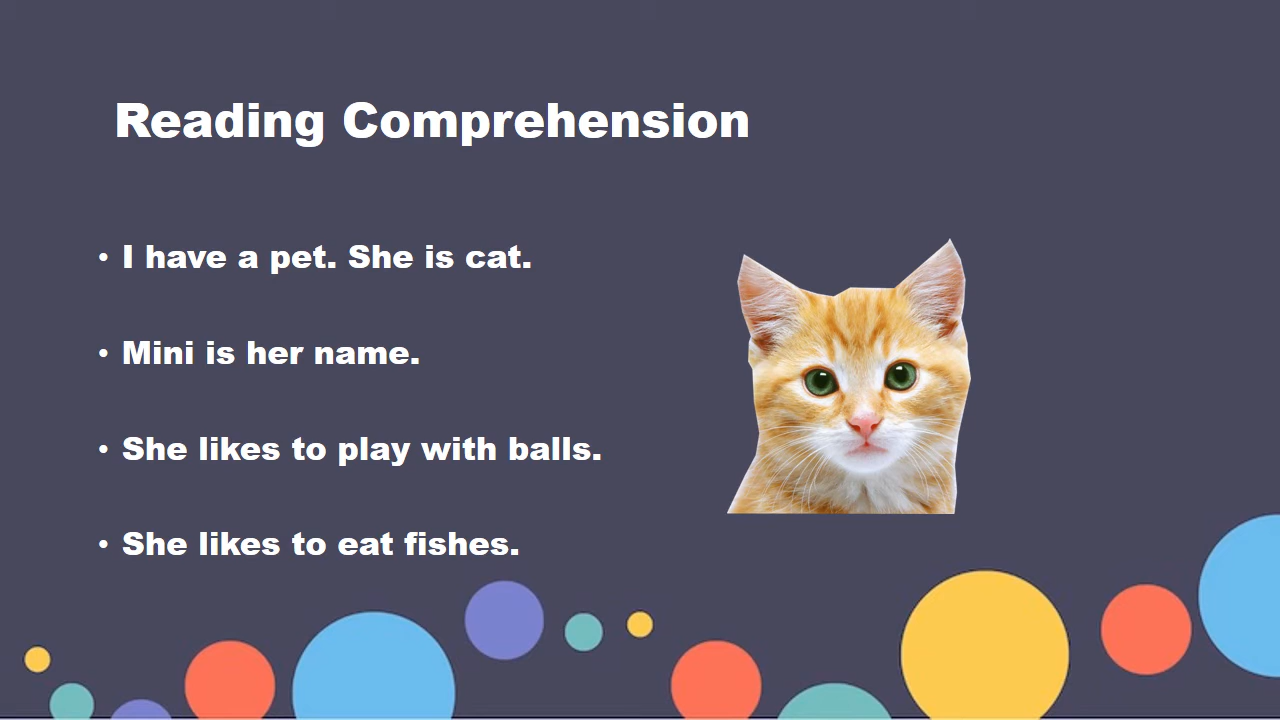 Reading Comprehension
• I have a pet. She is cat.
• Mini is her name.
• She likes to play with balls.
• She likes to eat fishes.